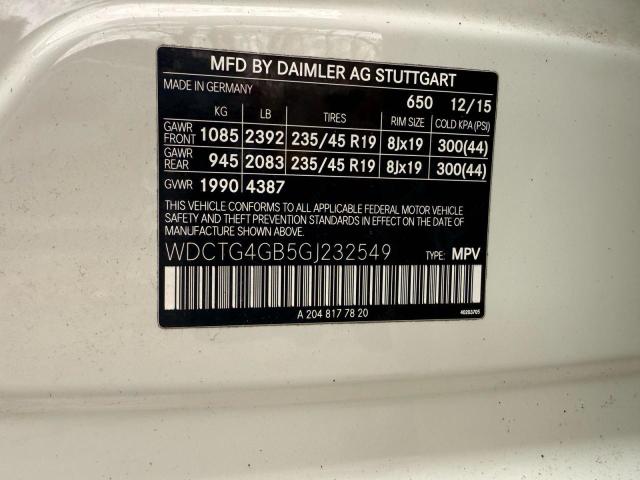 MFD BY DAIMLER AG STUTTGART
MADE IN GERMANY 650 12/15
KG LB TIRES RIM SIZE COLD KPA (PSI)
GAWR FRONT 1085 2392 235/45 R19 8Jx19 300(44)
GAWR REAR 945 2083 235/45 R19 8Jx19 300(44)
GVWR 1990 4387
THIS VEHICLE CONFORMS TO ALL APPLICABLE FEDERAL MOTOR VEHICLE
SAFETY AND THEFT PREVENTION STANDARDS IN EFFECT ON THE DATE
OF MANUFACTURE SHOWN ABOVE.
WDCTG4GB5GJ232549 TYPE: MPV
A 204 817 78 20